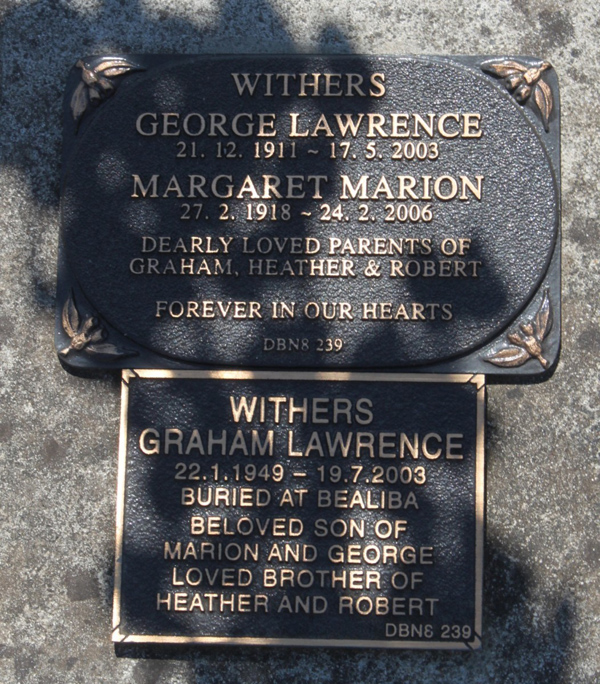 WITHERS
GEORGE LAWRENCE
21. 12. 1911 ~ 17. 5. 2003
MARGARET MARION
27. 2. 1918 ~ 24. 2. 2006
DEARLY LOVED PARENTS OF
GRAHAM, HEATHER & ROBERT
FOREVER IN OUR HEARTS
DBN8 239
WITHERS
GRAHAM LAWRENCE
22.1.1949 – 19.7.2003
BURIED AT BEALIBA
BELOVED SON OF
MARION AND GEORGE
LOVED BROTHER OF
HEATHER AND ROBERT
DBN8 239